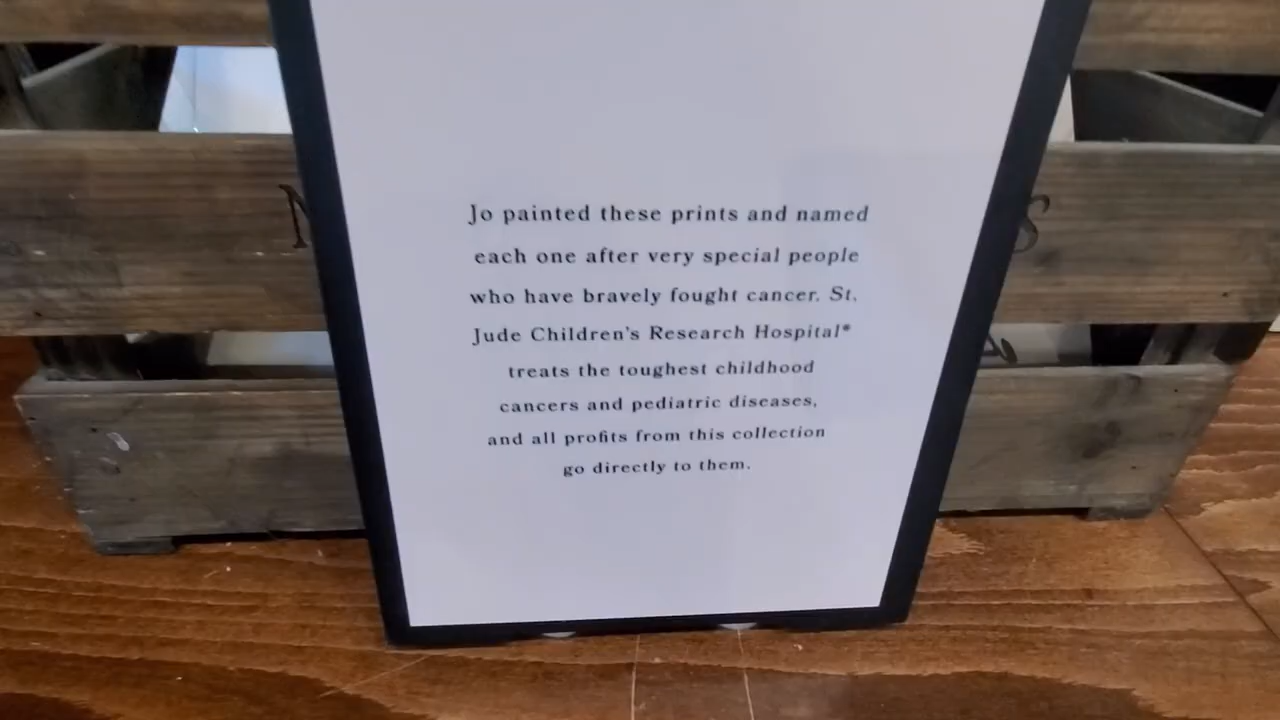 Jo painted these prints and named
each one after very special people
who have bravely fought cancer. St.
Jude Children's Research Hospital®
treats the toughest childhood
cancers and pediatric diseases,
and all profits from this collection
go directly to them.